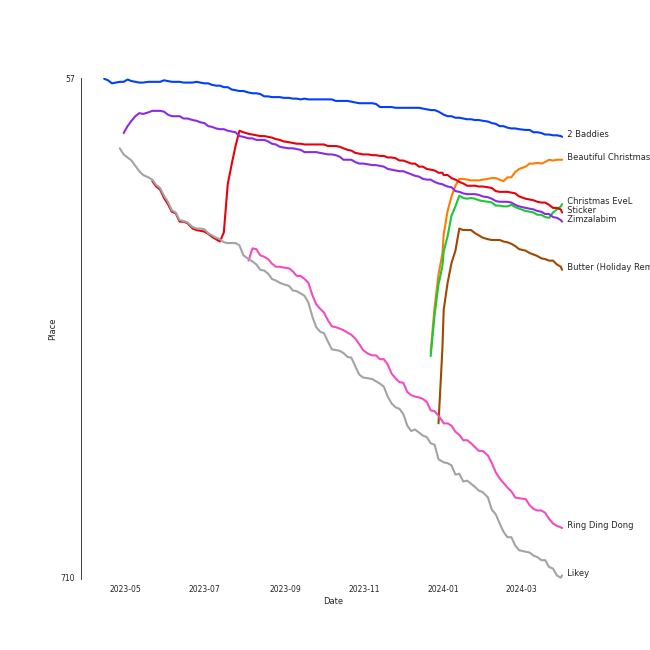 57
2 Baddies
Beautiful Christmas
Christmas EveL
Sticker
Zimzalabim
Butter (Holiday Rem
Place
Ring Ding Dong
Likey
710
2023-05
2023-07
2023-09
2023-11
2024-01
2024-03
Date